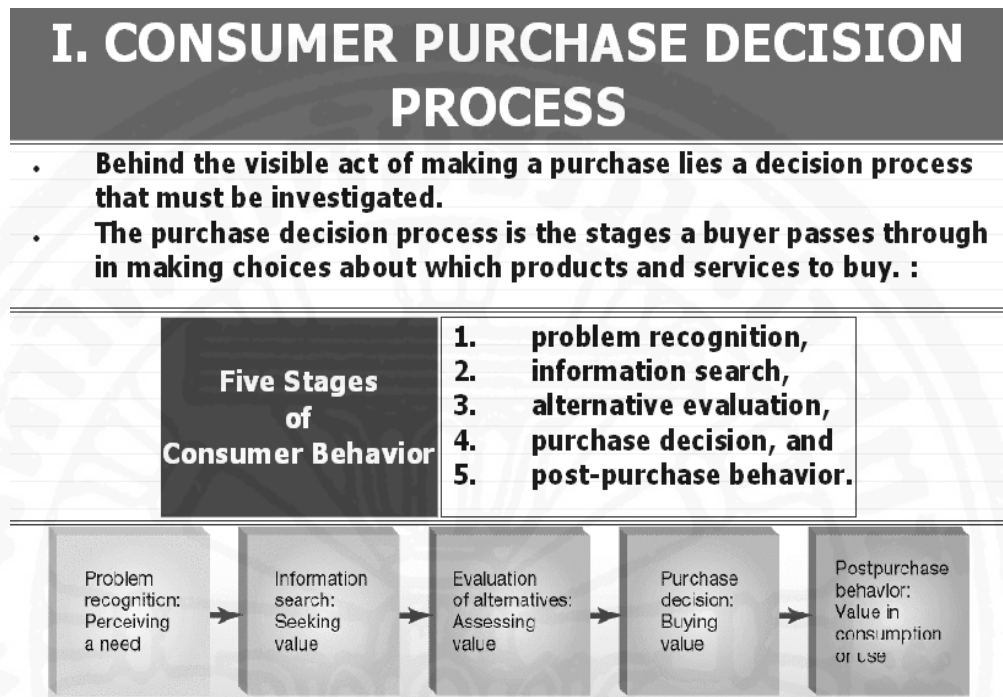 I. CONSUMER PURCHASE DECISION
PROCESS
• Behind the visible act of making a purchase lies a decision process
that must be investigated.
• The purchase decision process is the stages a buyer passes through
in making choices about which products and services to buy. :
Five Stages
of
Consumer Behavior
1. problem recognition,
2. information search,
3. alternative evaluation,
4. purchase decision, and
5. post-purchase behavior.
Problem
recognition:
Perceiving
a need
Information
search:
Seeking
value
Evaluation
of alternatives:
Assessing
value
Purchase
decision:
Buying
value
Postpurchase
behavior:
Value in
consumption
or use